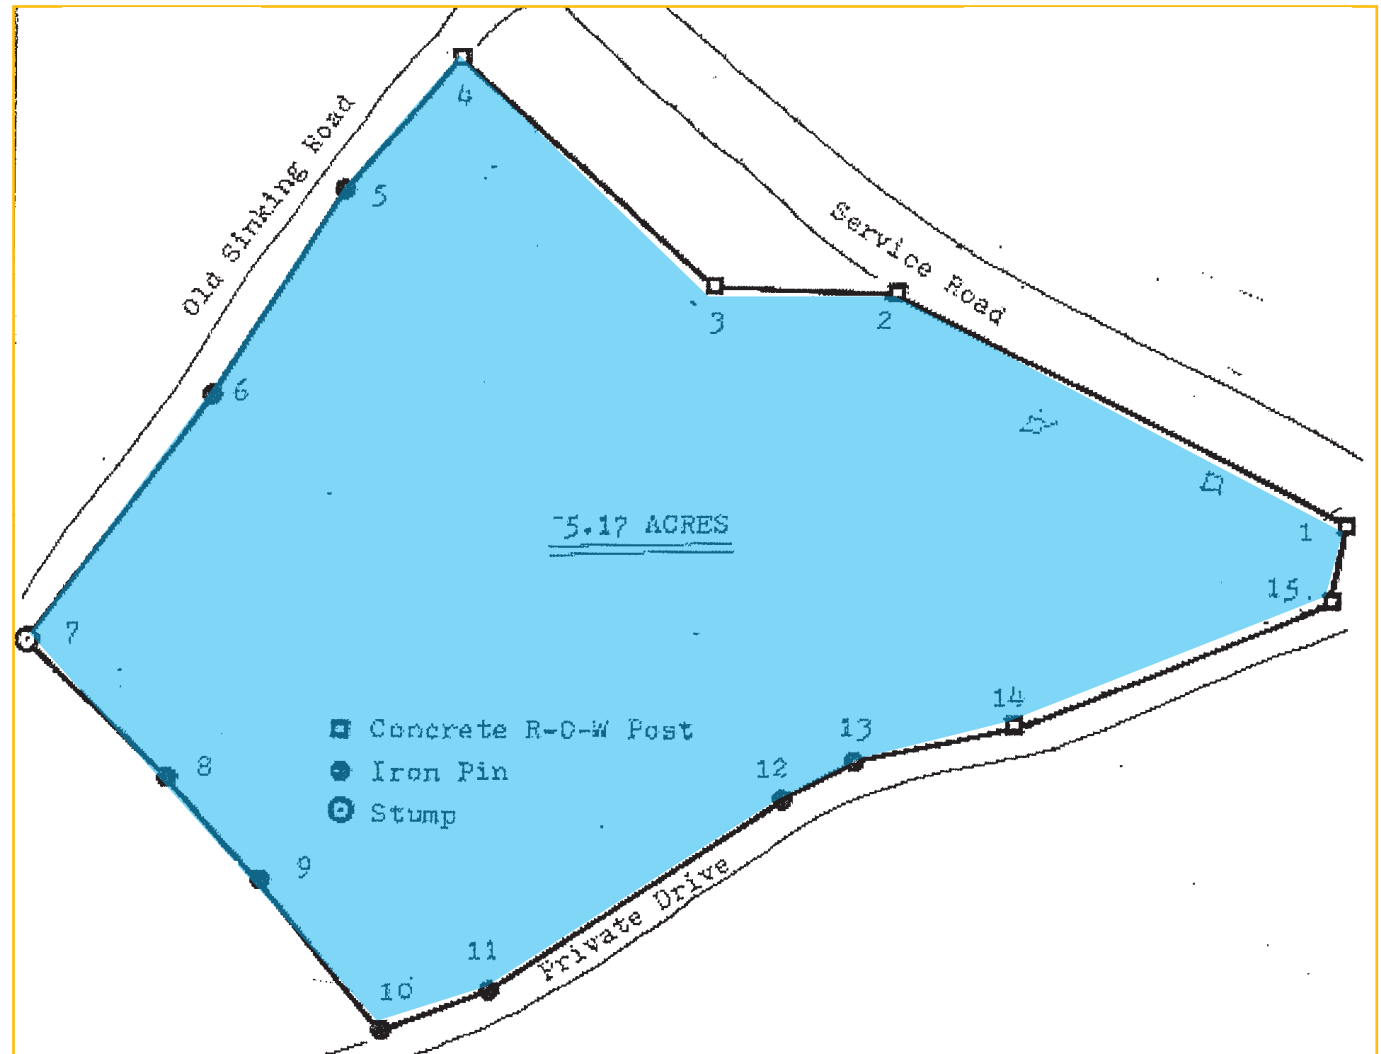 4
Old Sinking Road
5
Service Road
3
2
6
5.17 ACRES
1
15.
7
14
Concrete R-O-W Post
13
8
Iron Pin
12
Stump
9
Private Drive
11
10